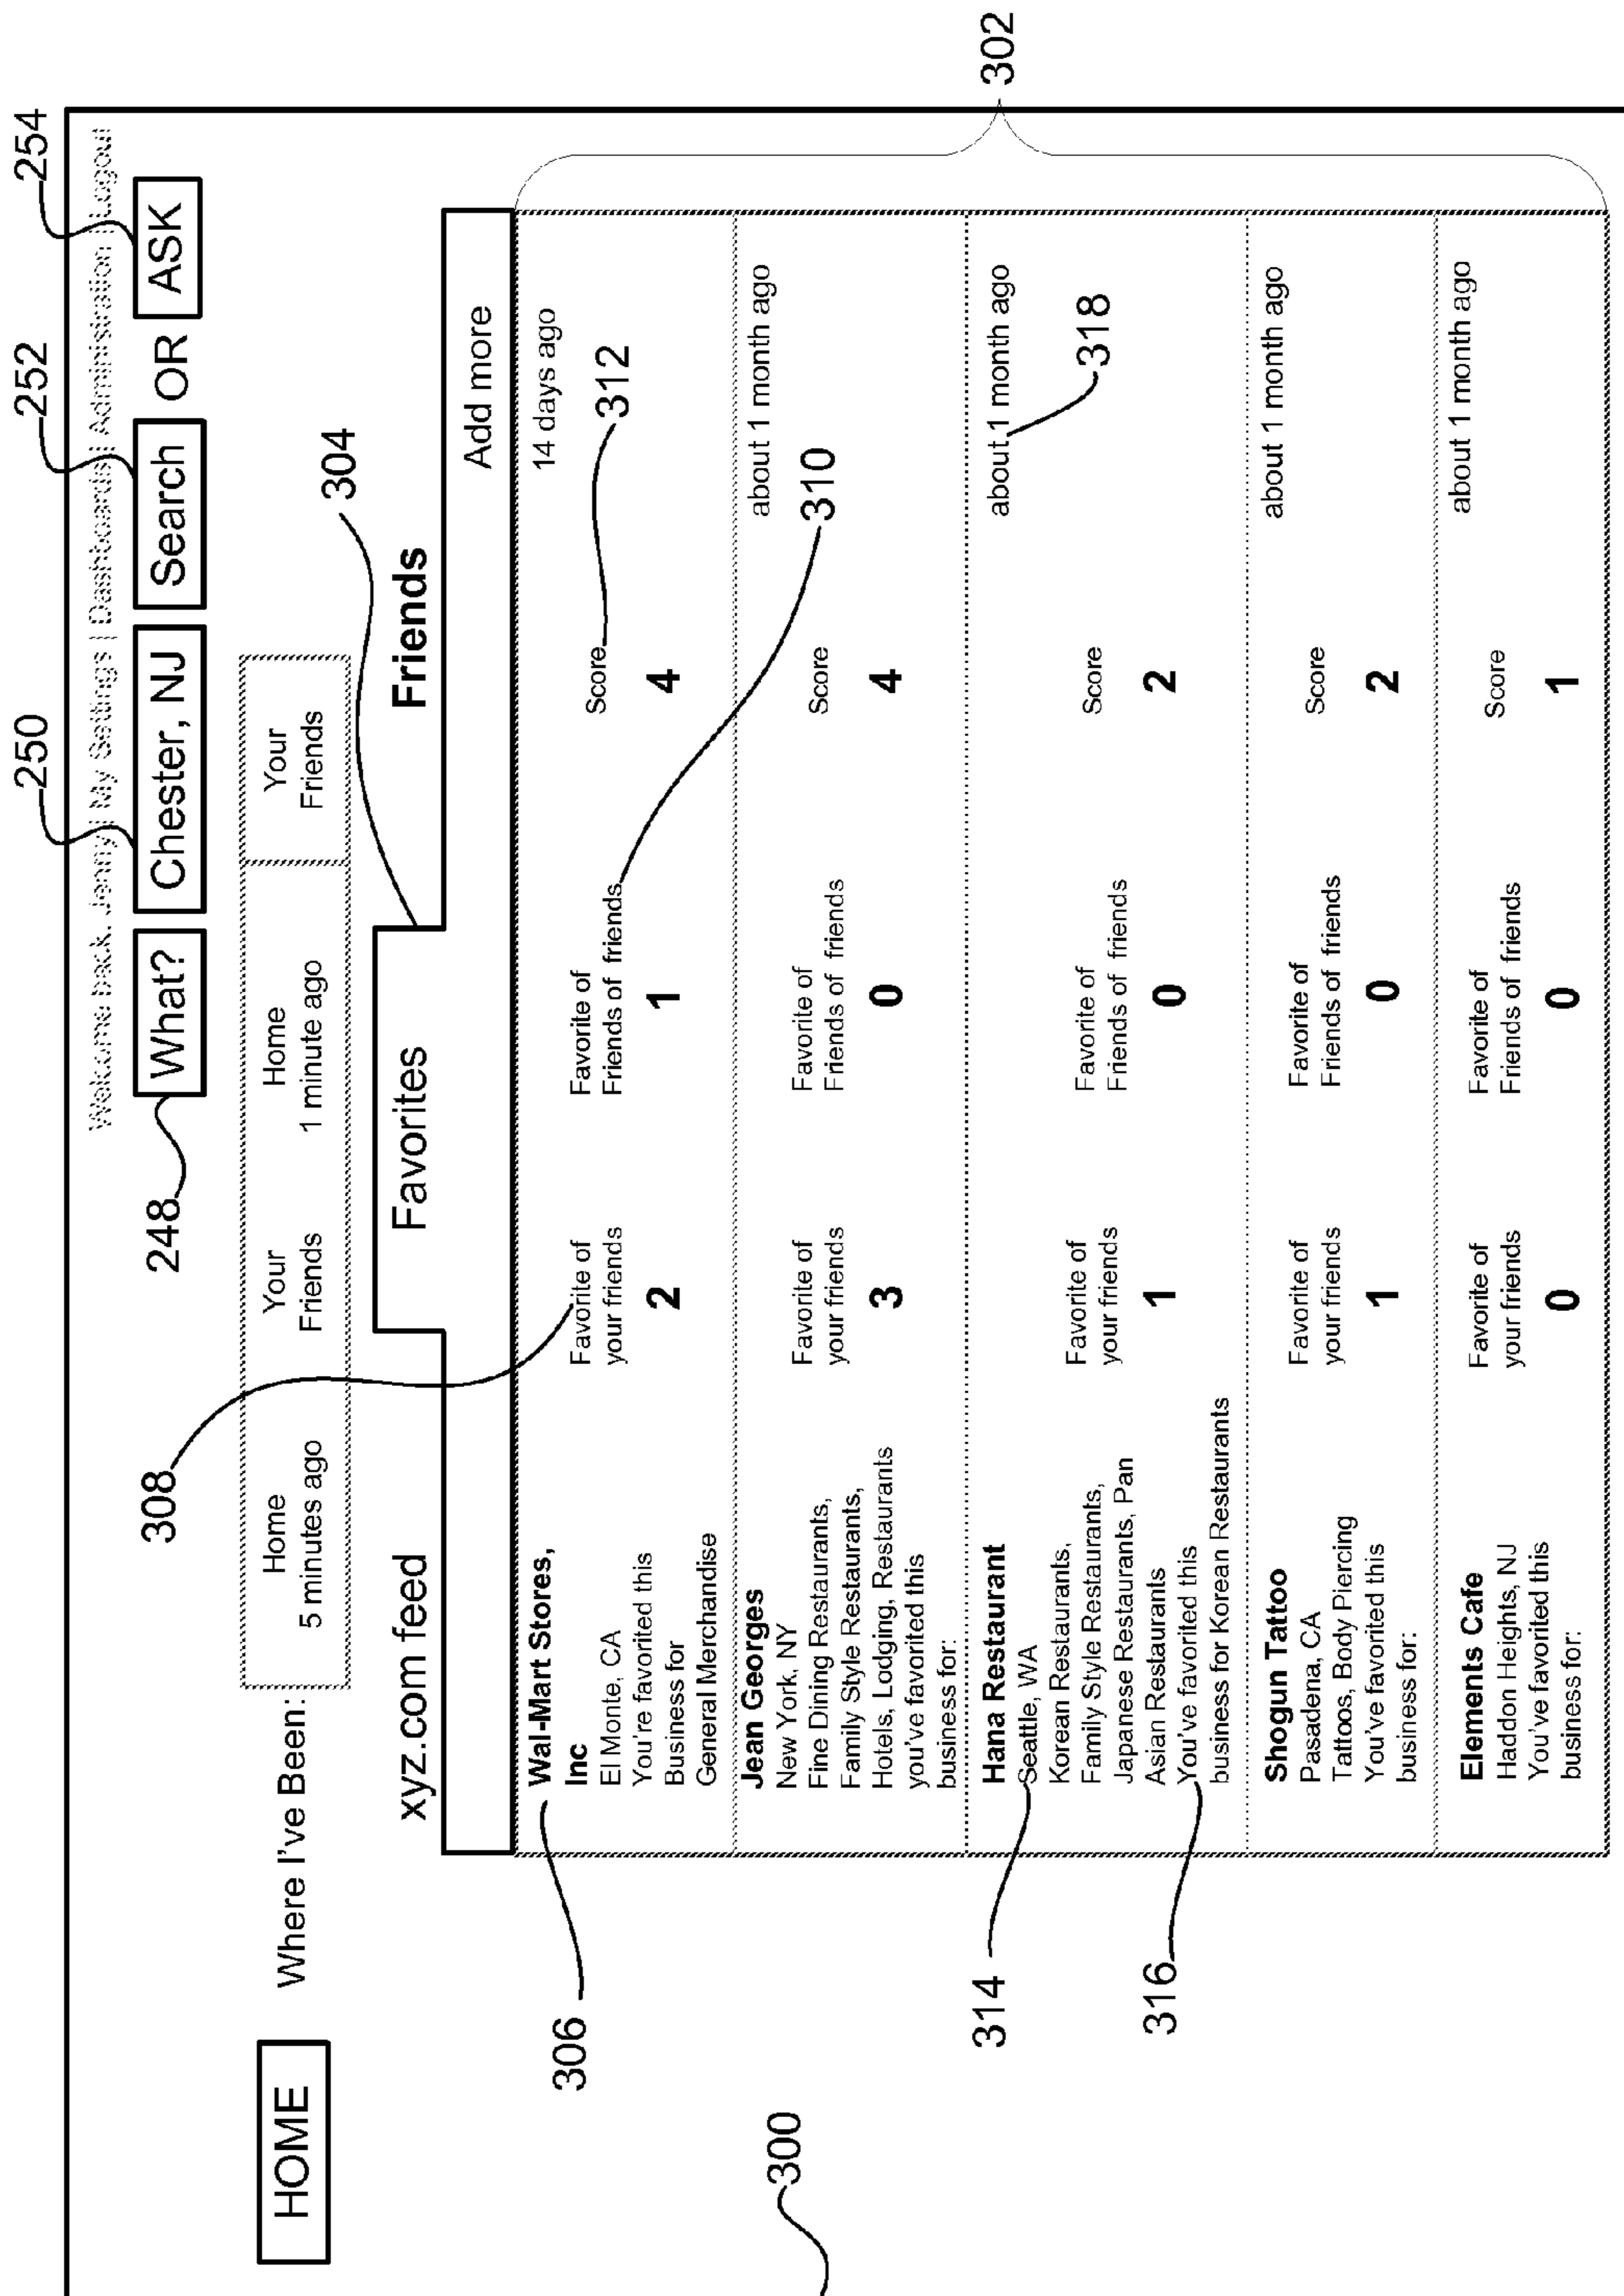 250
252
254
Welcome back, Jenny| My Settings | Dashboards| Administration | Logout
248
What?
Chester, NJ
Search
OR
ASK
308
HOME
Where I've Been:
Home
5 minutes ago
Your
Friends
Home
1 minute ago
Your
Friends
304
xyz.com feed
Favorites
Friends
Add more
302
306
Wal-Mart Stores,
Inc
El Monte, CA
You're favorited this
Business for
General Merchandise
Favorite of
your friends
2
Favorite of
Friends of friends
1
Score
4
14 days ago
312
300
Jean Georges
New York, NY
Fine Dining Restaurants,
Family Style Restaurants,
Hotels, Lodging, Restaurants
you've favorited this
business for:
Favorite of
your friends
3
Favorite of
Friends of friends
0
Score
4
about 1 month ago
310
314
316
Hana Restaurant
Seattle, WA
Korean Restaurants,
Family Style Restaurants,
Japanese Restaurants, Pan
Asian Restaurants
You've favorited this
business for Korean Restaurants
Favorite of
your friends
1
Favorite of
Friends of friends
0
Score
2
about 1 month ago
318
Shogun Tattoo
Pasadena, CA
Tattoos, Body Piercing
You've favorited this
business for:
Favorite of
your friends
1
Favorite of
Friends of friends
0
Score
2
about 1 month ago
Elements Cafe
Haddon Heights, NJ
You've favorited this
business for:
Favorite of
your friends
0
Favorite of
Friends of friends
0
Score
1
about 1 month ago